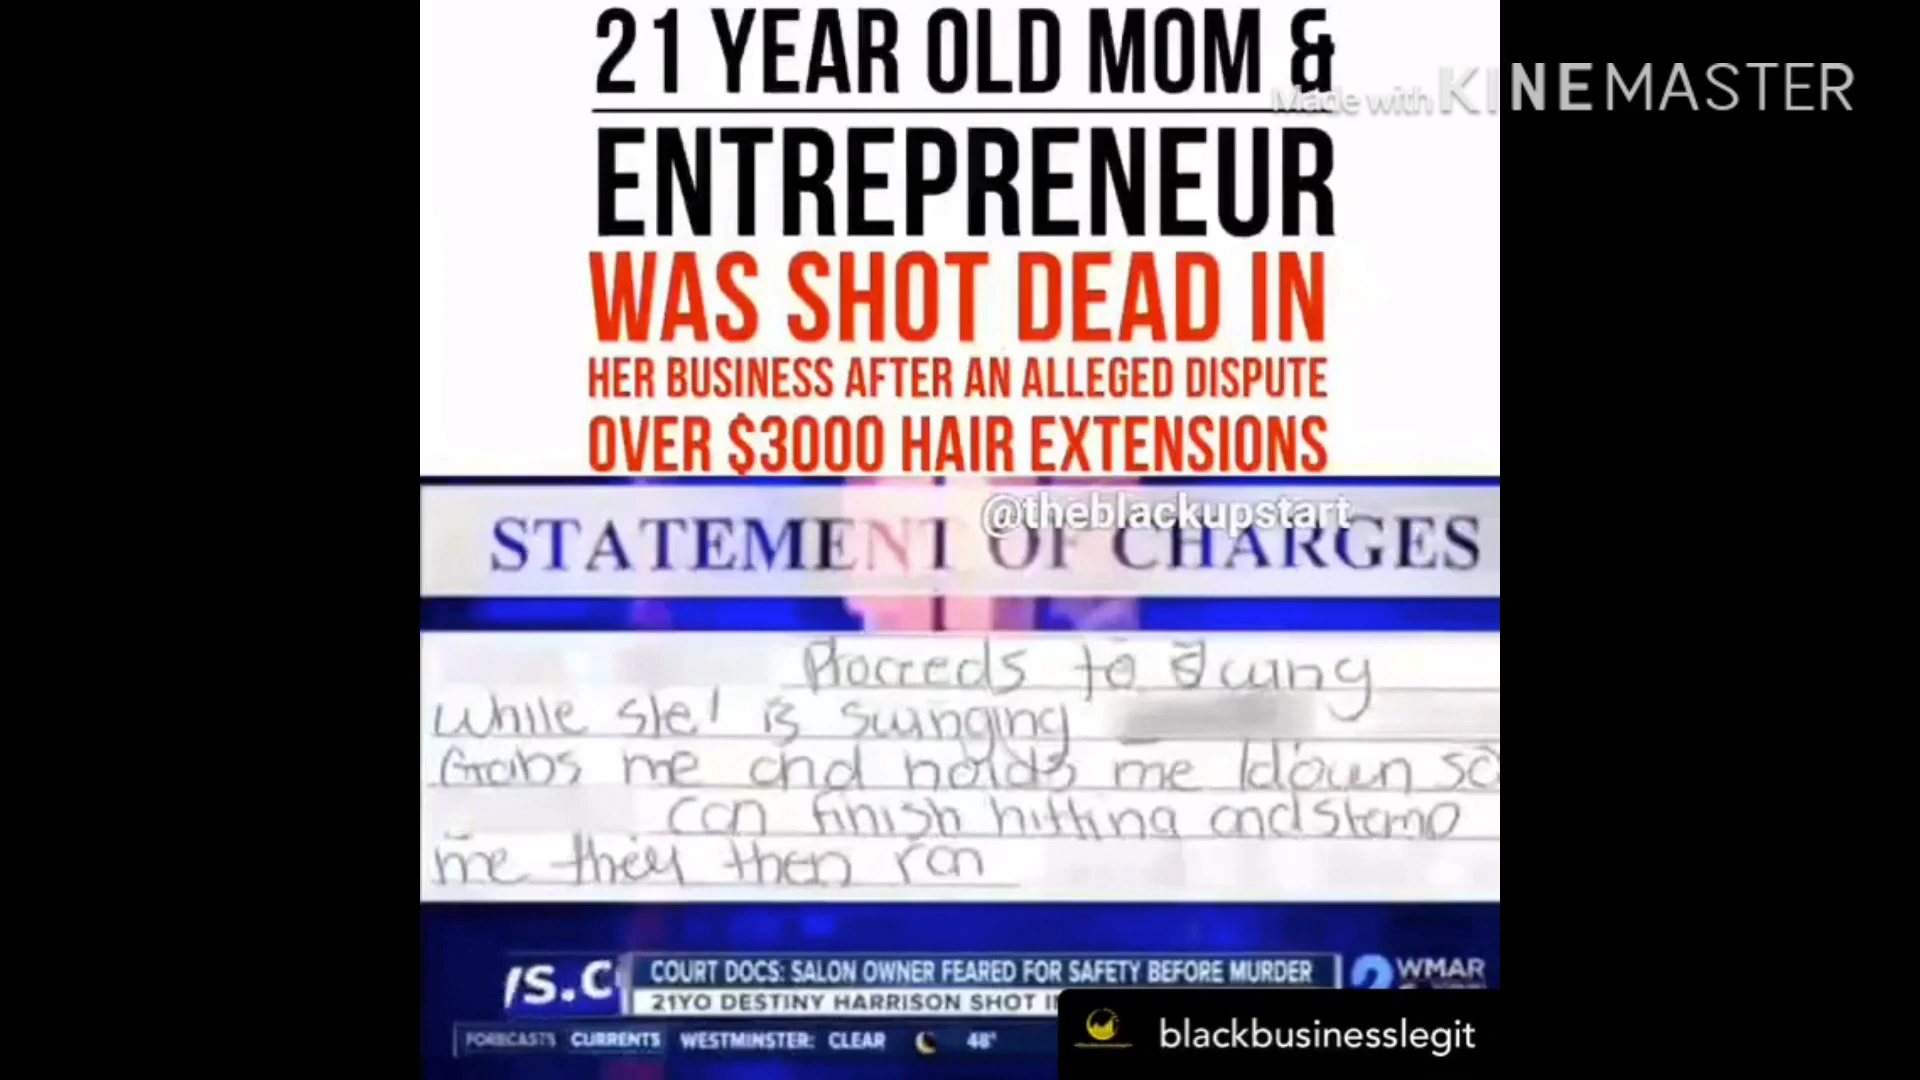 21 YEAR OLD MOM &
Made with KINEMASTER
ENTREPRENEUR
WAS SHOT DEAD IN
HER BUSINESS AFTER AN ALLEGED DISPUTE
OVER $3000 HAIR EXTENSIONS
@theblackupstart
STATEMENT OF CHARGES
Proceeds to swing
while she is swinging
Grabs me and holds me down so
can finish hitting and stomp
me they then ran
COURT DOCS: SALON OWNER FEARED FOR SAFETY BEFORE MURDER
WMAR
21YO DESTINY HARRISON SHOT
FORECASTS CURRENTS WESTMINSTER: CLEAR 48°
blackbusinesslegit